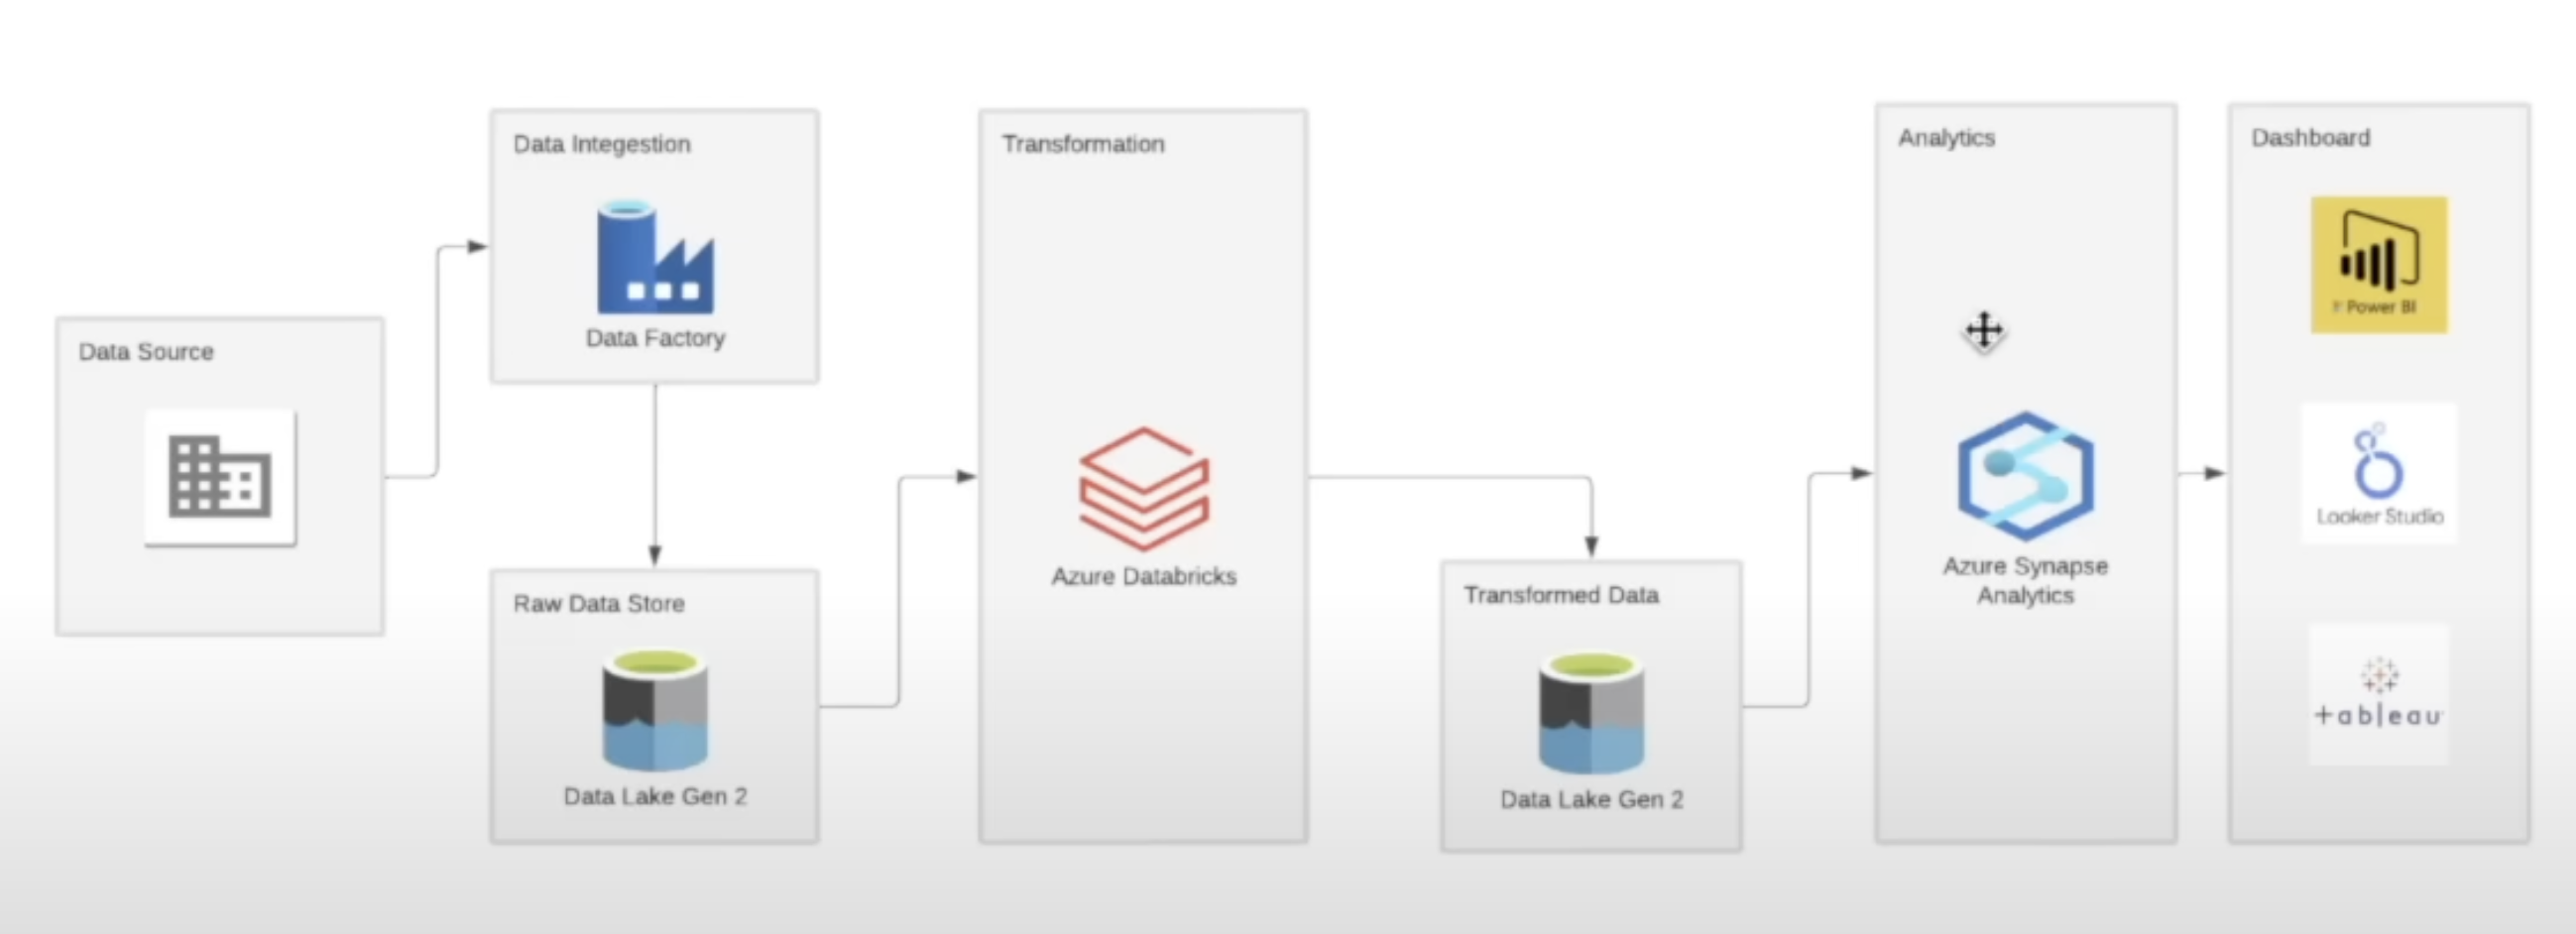 Data Source
Data Integestion
Data Factory
Raw Data Store
Data Lake Gen 2
Transformation
Azure Databricks
Transformed Data
Data Lake Gen 2
Analytics
Azure Synapse
Analytics
Dashboard
Power BI
Looker Studio
+ableau